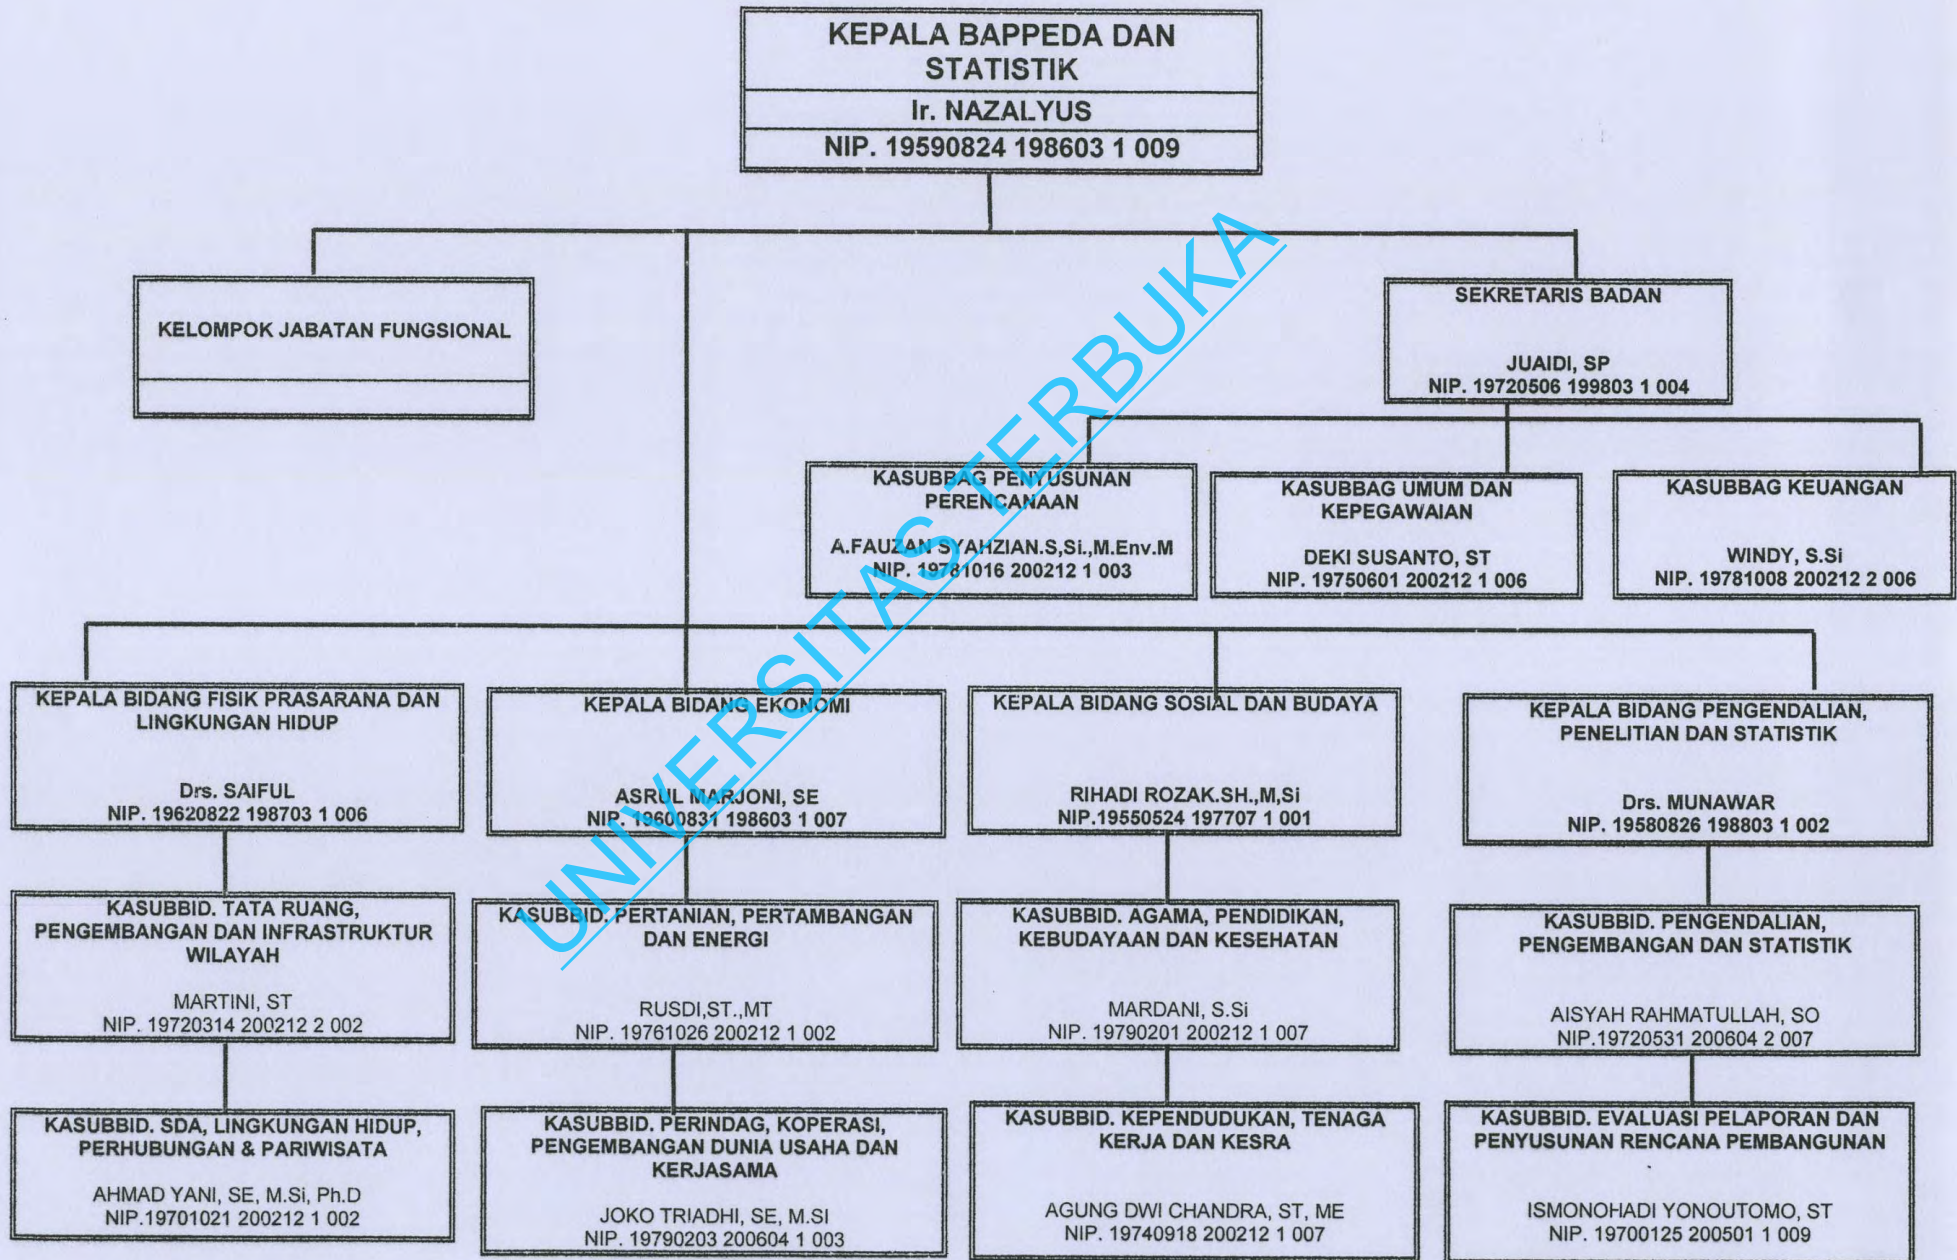 KEPALA BAPPEDA DAN
STATISTIK
Ir. NAZALYUS
NIP. 19590824 198603 1 009
KELOMPOK JABATAN FUNGSIONAL
SEKRETARIS BADAN
JUAIDI, SP
NIP. 19720506 199803 1 004
KASUBBAG PENYUSUNAN
PERENCANAAN
A.FAUZAN SYAHZIAN.S,Si.,M.Env.M
NIP. 19781016 200212 1 003
KASUBBAG UMUM DAN
KEPEGAWAIAN
DEKI SUSANTO, ST
NIP. 19750601 200212 1 006
KASUBBAG KEUANGAN
WINDY, S.Si
NIP. 19781008 200212 2 006
KEPALA BIDANG FISIK PRASARANA DAN
LINGKUNGAN HIDUP
Drs. SAIFUL
NIP. 19620822 198703 1 006
KEPALA BIDANG EKONOMI
ASRUL MARJONI, SE
NIP. 19600831 198603 1 007
KEPALA BIDANG SOSIAL DAN BUDAYA
RIHADI ROZAK.SH.,M,Si
NIP.19550524 197707 1 001
KEPALA BIDANG PENGENDALIAN,
PENELITIAN DAN STATISTIK
Drs. MUNAWAR
NIP. 19580826 198803 1 002
KASUBBID. TATA RUANG,
PENGEMBANGAN DAN INFRASTRUKTUR
WILAYAH
MARTINI, ST
NIP. 19720314 200212 2 002
KASUBBID. PERTANIAN, PERTAMBANGAN
DAN ENERGI
RUSDI,ST.,MT
NIP. 19761026 200212 1 002
KASUBBID. AGAMA, PENDIDIKAN,
KEBUDAYAAN DAN KESEHATAN
MARDANI, S.Si
NIP. 19790201 200212 1 007
KASUBBID. PENGENDALIAN,
PENGEMBANGAN DAN STATISTIK
AISYAH RAHMATULLAH, SO
NIP.19720531 200604 2 007
KASUBBID. SDA, LINGKUNGAN HIDUP,
PERHUBUNGAN & PARIWISATA
AHMAD YANI, SE, M.Si, Ph.D
NIP.19701021 200212 1 002
KASUBBID. PERINDAG, KOPERASI,
PENGEMBANGAN DUNIA USAHA DAN
KERJASAMA
JOKO TRIADHI, SE, M.SI
NIP. 19790203 200604 1 003
KASUBBID. KEPENDUDUKAN, TENAGA
KERJA DAN KESRA
AGUNG DWI CHANDRA, ST, ME
NIP. 19740918 200212 1 007
KASUBBID. EVALUASI PELAPORAN DAN
PENYUSUNAN RENCANA PEMBANGUNAN
ISMONOHADI YONOUTOMO, ST
NIP. 19700125 200501 1 009
UNIVERSITAS TERBUKA